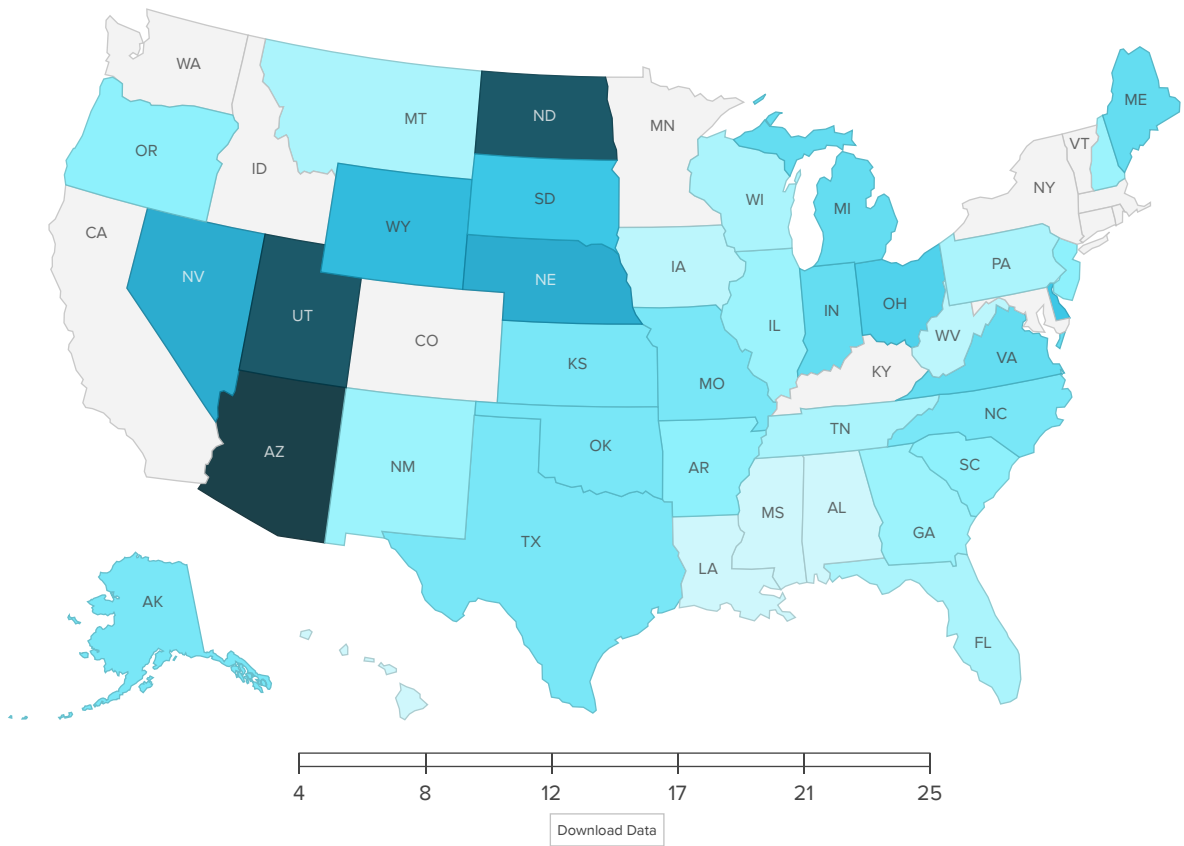 WA
MT
ND
MN
ME
OR
ID
VT
WI
NY
SD
MI
WY
CA
IA
PA
NV
NE
OH
UT
IN
IL
WV
CO
VA
KS
KY
MO
NC
TN
OK
AZ
NM
AR
SC
MS
AL
GA
TX
LA
AK
FL
4 8 12 17 21 25
Download Data